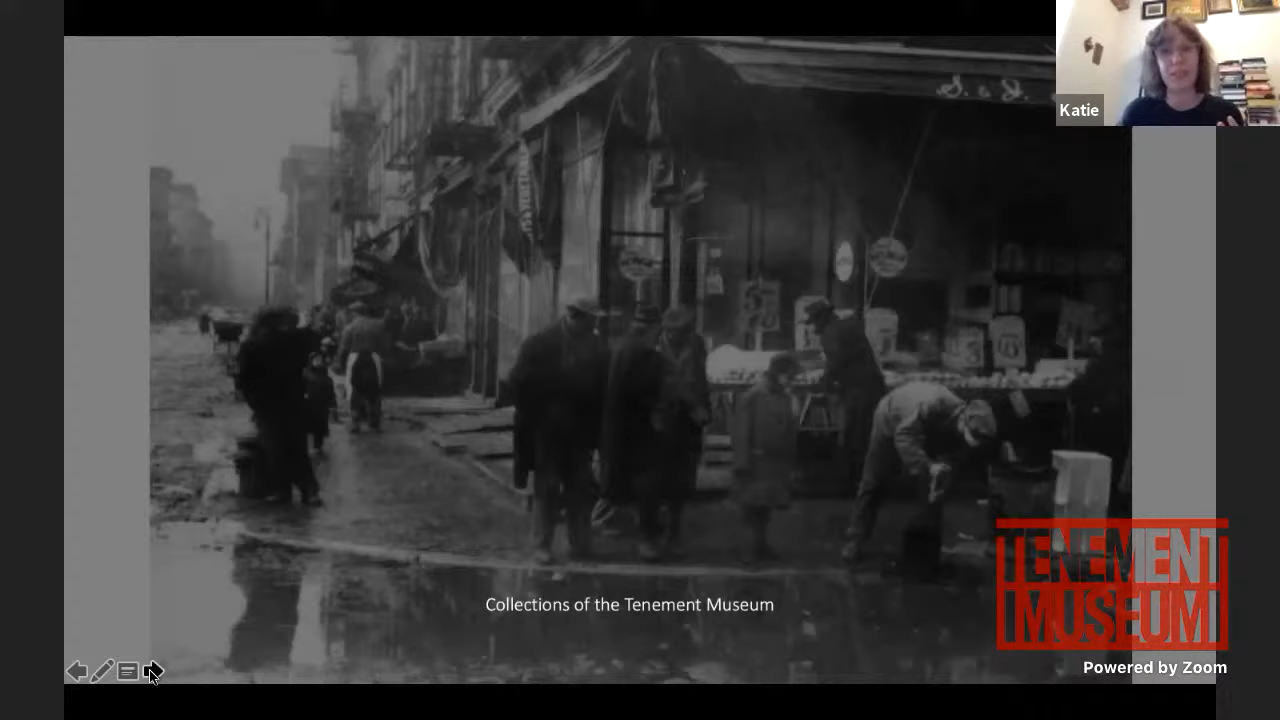 Katie
S. & J.
Collections of the Tenement Museum
TENEMENT
MUSEUM
Powered by Zoom